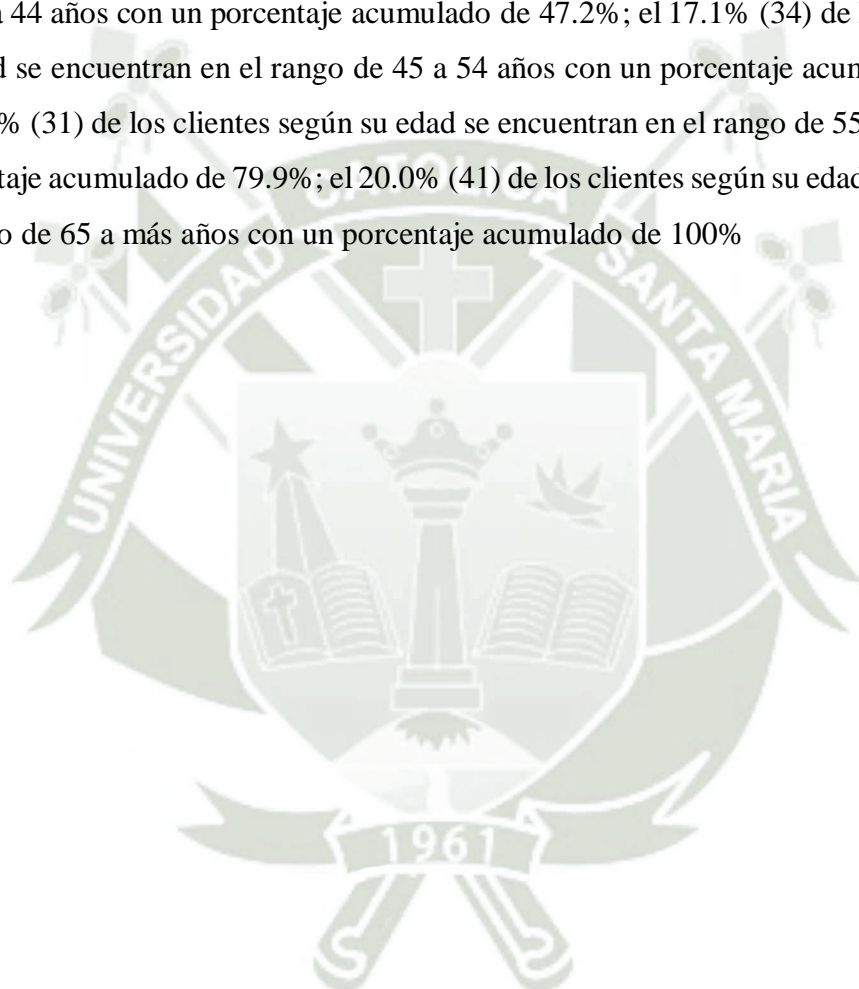 a 44 años con un porcentaje acumulado de 47.2%; el 17.1% (34) de
d se encuentran en el rango de 45 a 54 años con un porcentaje acum
% (31) de los clientes según su edad se encuentran en el rango de 55
taje acumulado de 79.9%; el 20.0% (41) de los clientes según su edad
o de 65 a más años con un porcentaje acumulado de 100%
UNIVERSIDAD CATOLICA SANTA MARIA
1961